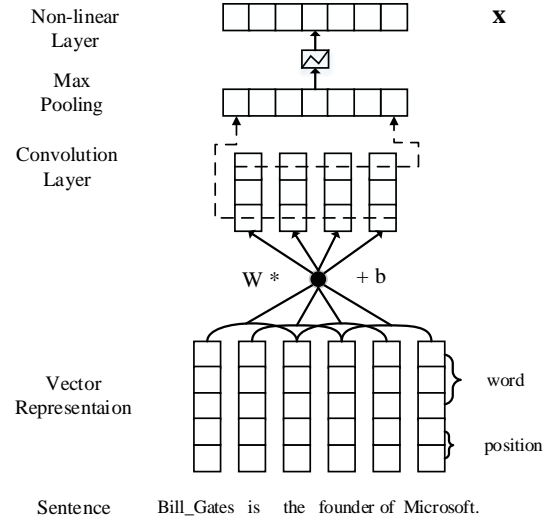 Non-linear
Layer
x
Max
Pooling
Convolution
Layer
W * + b
Vector
Representaion
word
position
Sentence Bill_Gates is the founder of Microsoft.